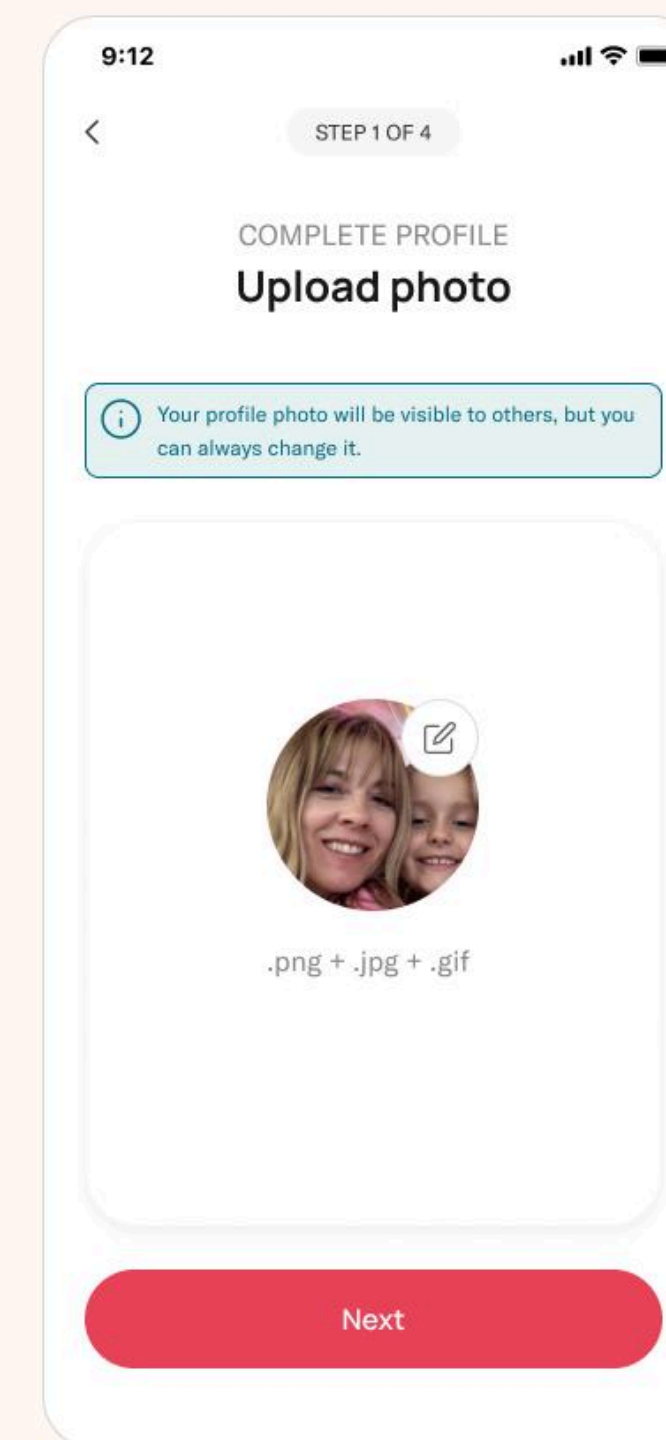 9:12
STEP 1 OF 4
COMPLETE PROFILE
Upload photo
Your profile photo will be visible to others, but you
can always change it.
.png + .jpg + .gif
Next